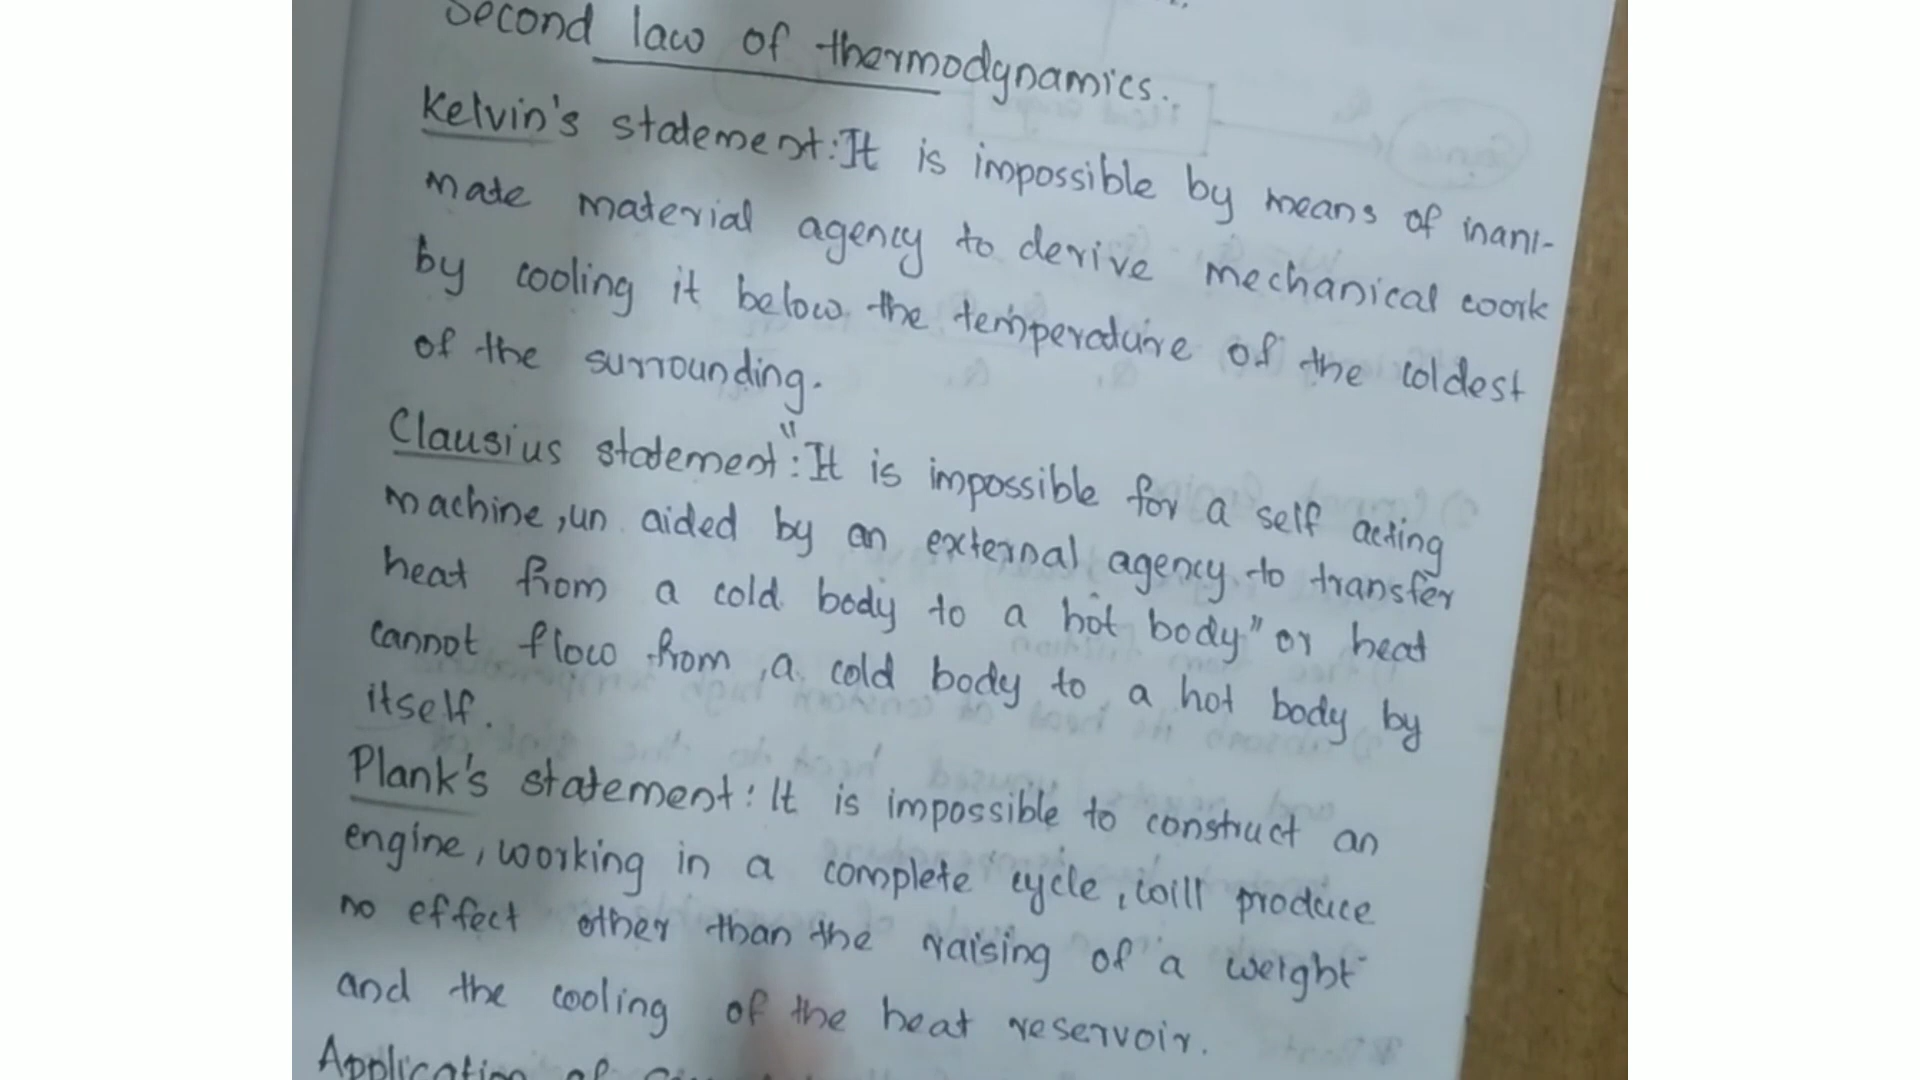 Second law of thermodynamics.
Kelvin's statement: It is impossible by means of inani-
mate material agency to derive mechanical work
by cooling it below the temperature of the coldest
of the surrounding.
Clausius statement: "It is impossible for a self acting
machine, un aided by an external agency to transfer
heat from a cold body to a hot body" or heat
cannot flow from a cold body to a hot body by
itself.
Plank's statement: It is impossible to construct an
engine, working in a complete cycle, will produce
no effect other than the raising of a weight
and the cooling of the heat reservoir.
Application of